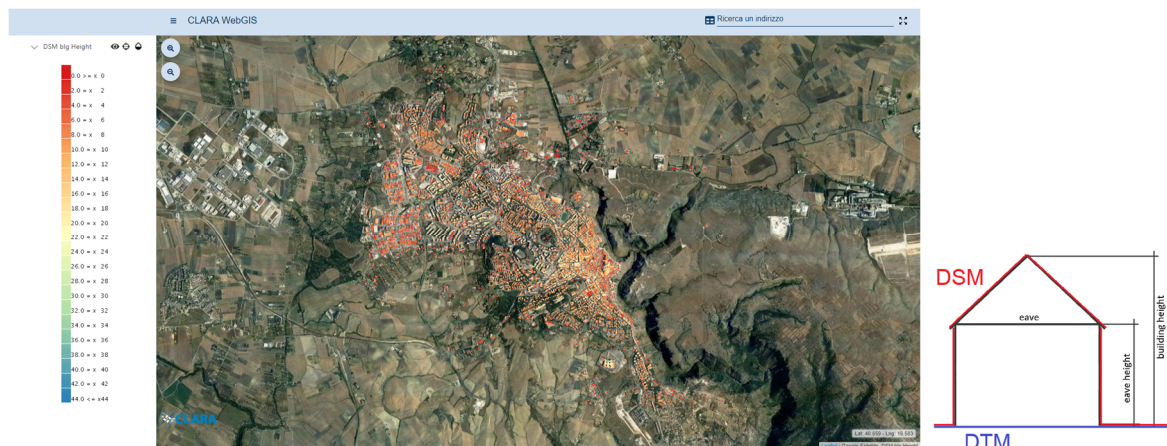 CLARA WebGIS
Ricerca un indirizzo
DSM blg Height
0.0 >= x 0
2.0 = x 2
4.0 = x 4
6.0 = x 6
8.0 = x 8
10.0 = x 10
12.0 = x 12
14.0 = x 14
16.0 = x 16
18.0 = x 18
20.0 = x 20
22.0 = x 22
24.0 = x 24
26.0 = x 26
28.0 = x 28
30.0 = x 30
32.0 = x 32
34.0 = x 34
36.0 = x 36
38.0 = x 38
40.0 = x 40
42.0 = x 42
44.0 <= x44
CLARA
DSM
eave
eave height
building height
DTM